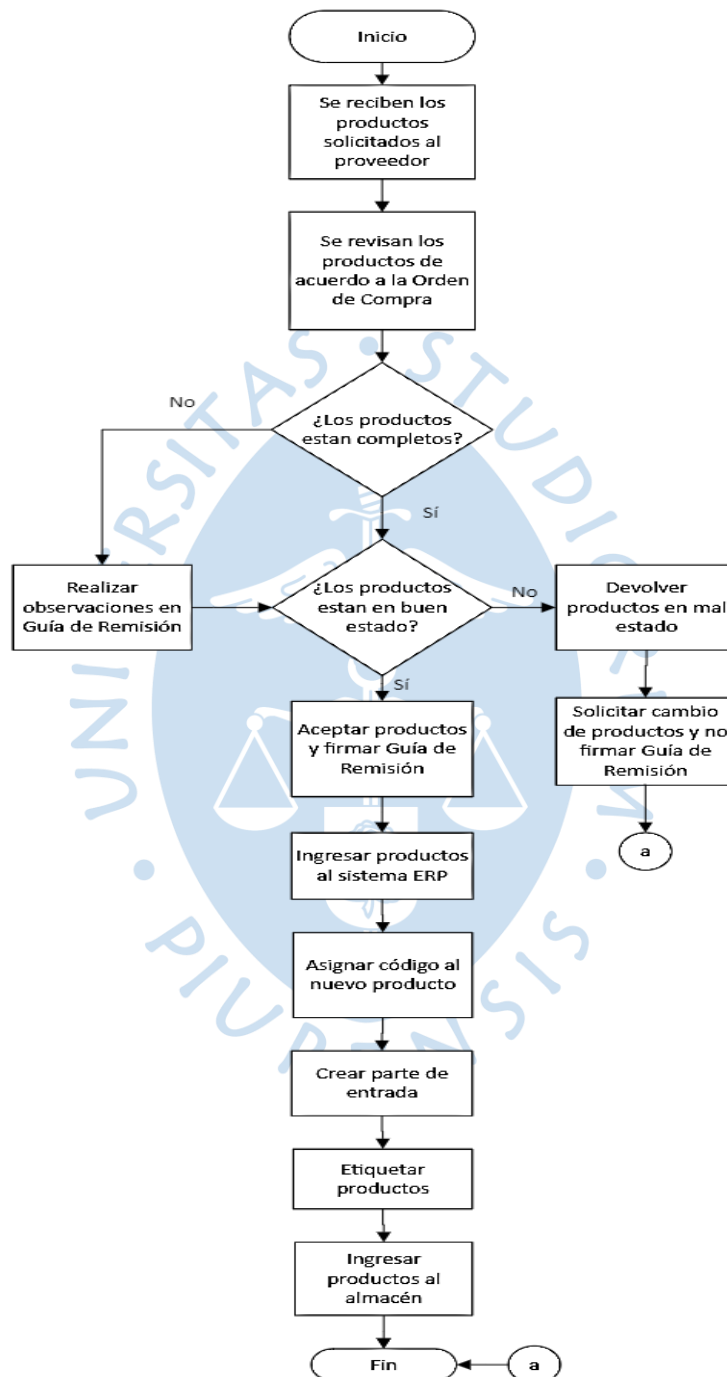 Inicio
Se reciben los
productos
solicitados al
proveedor
Se revisan los
productos de
acuerdo a la Orden
de Compra
¿Los productos
estan completos?
No
Sí
Realizar
observaciones en
Guía de Remisión
¿Los productos
estan en buen
estado?
No
Devolver
productos en mal
estado
Sí
Aceptar productos
y firmar Guía de
Remisión
Solicitar cambio
de productos y no
firmar Guía de
Remisión
a
Ingresar productos
al sistema ERP
Asignar código al
nuevo producto
Crear parte de
entrada
Etiquetar
productos
Ingresar
productos al
almacén
Fin
a
UNI RSITAS • STUDIO M • PIURENSIS •